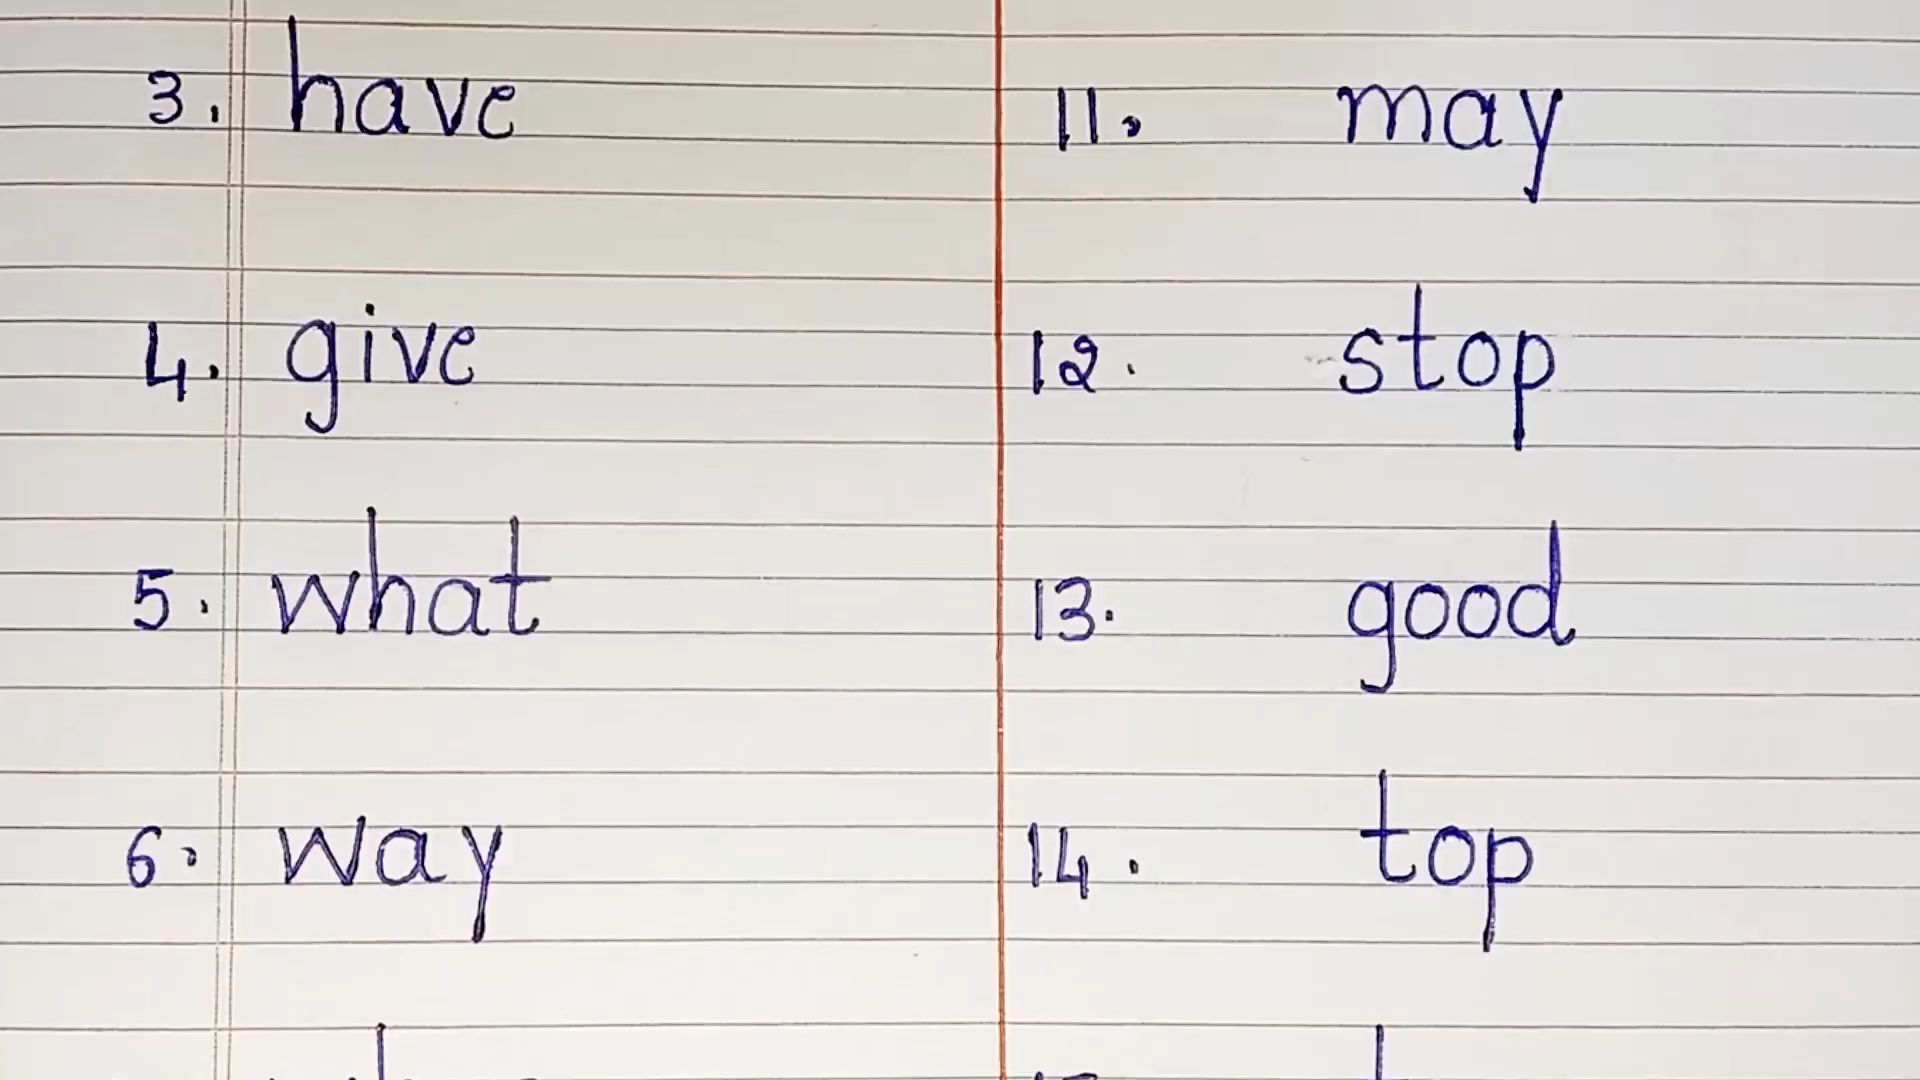 3. have
4. give
5. what
6. way
11. may
12. stop
13. good
14. top